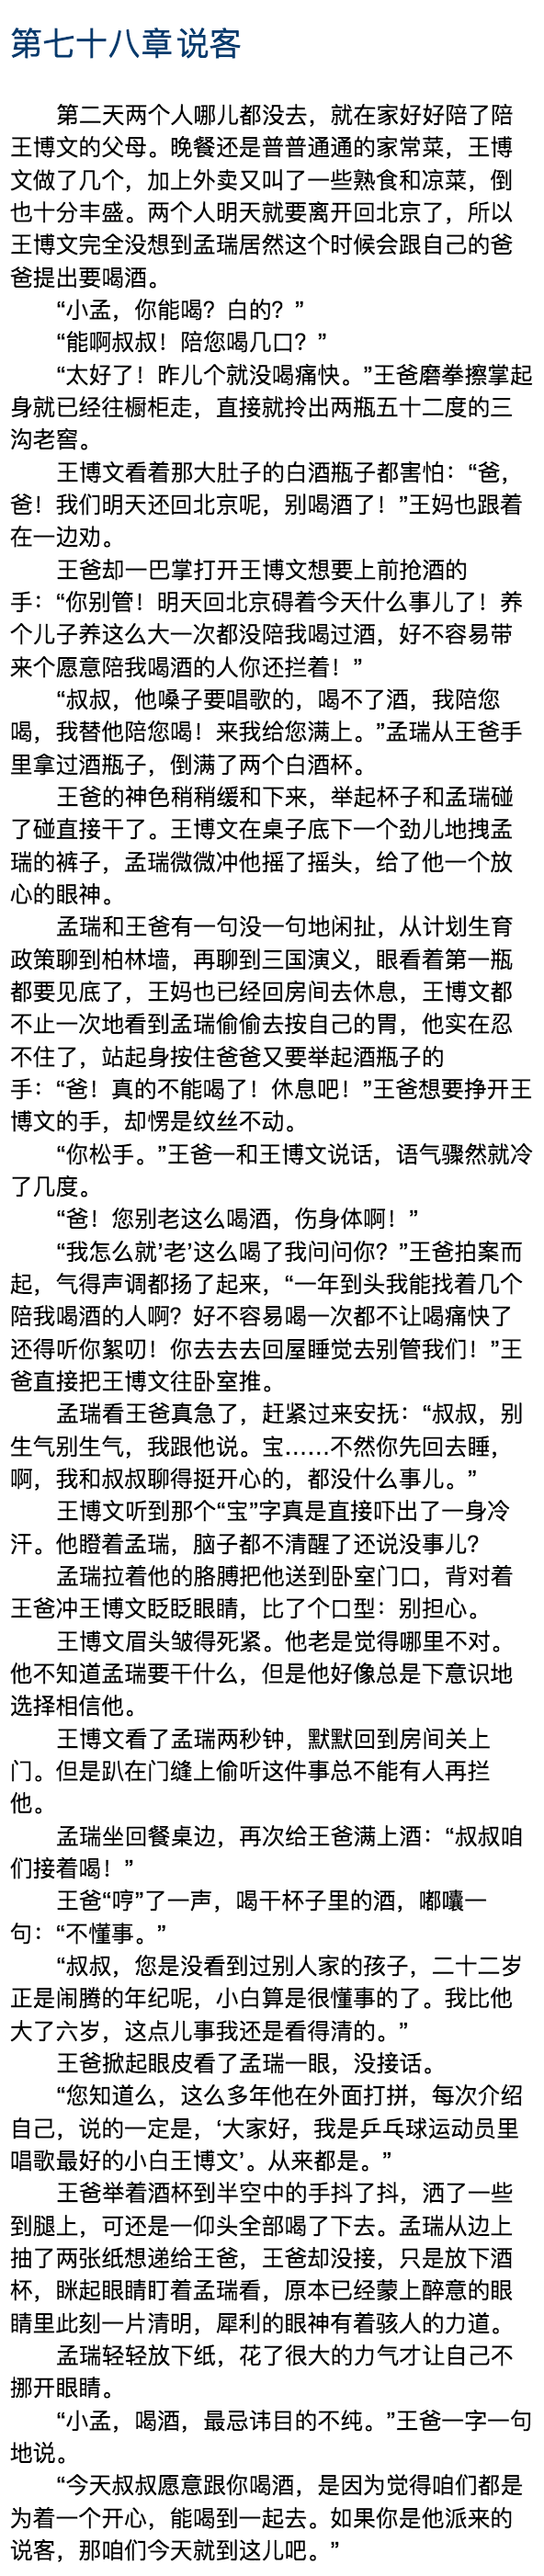 第七十八章 说客
第二天两个人哪儿都没去，就在家好好陪了陪
王博文的父母。晚餐还是普普通通的家常菜，王博
文做了几个，加上外卖又叫了一些熟食和凉菜，倒
也十分丰盛。两个人明天就要离开回北京了，所以
王博文完全没想到孟瑞居然这个时候会跟自己的爸
爸提出要喝酒。
“小孟，你能喝？白的？”
“能啊叔叔！陪您喝几口？”
“太好了！昨儿个就没喝痛快。”王爸磨拳擦掌起
身就已经往橱柜走，直接就拎出两瓶五十二度的三
沟老窖。
王博文看着那大肚子的白酒瓶子都害怕：“爸，
爸！我们明天还回北京呢，别喝酒了！”王妈也跟着
在一边劝。
王爸却一巴掌打开王博文想要上前抢酒的
手：“你别管！明天回北京碍着今天什么事儿了！养
个儿子养这么大一次都没陪我喝过酒，好不容易带
来个愿意陪我喝酒的人你还拦着！”
“叔叔，他嗓子要唱歌的，喝不了酒，我陪您
喝，我替他陪您喝！来我给您满上。”孟瑞从王爸手
里拿过酒瓶子，倒满了两个白酒杯。
王爸的神色稍稍缓和下来，举起杯子和孟瑞碰
了碰直接干了。王博文在桌子底下一个劲儿地拽孟
瑞的裤子，孟瑞微微冲他摇了摇头，给了他一个放
心的眼神。
孟瑞和王爸有一句没一句地闲扯，从计划生育
政策聊到柏林墙，再聊到三国演义，眼看着第一瓶
都要见底了，王妈也已经回房间去休息，王博文都
不止一次地看到孟瑞偷偷去按自己的胃，他实在忍
不住了，站起身按住爸爸又要举起酒瓶子的
手：“爸！真的不能喝了！休息吧！”王爸想要挣开王
博文的手，却愣是纹丝不动。
“你松手。”王爸一和王博文说话，语气骤然就冷
了几度。
“爸！您别老这么喝酒，伤身体啊！”
“我怎么就’老’这么喝了我问问你？”王爸拍案而
起，气得声调都扬了起来，“一年到头我能找着几个
陪我喝酒的人啊？好不容易喝一次都不让喝痛快了
还得听你絮叨！你去去去回屋睡觉去别管我们！”王
爸直接把王博文往卧室推。
孟瑞看王爸真急了，赶紧过来安抚：“叔叔，别
生气别生气，我跟他说。宝……不然你先回去睡，
啊，我和叔叔聊得挺开心的，都没什么事儿。”
王博文听到那个“宝”字真是直接吓出了一身冷
汗。他瞪着孟瑞，脑子都不清醒了还说没事儿？
孟瑞拉着他的胳膊把他送到卧室门口，背对着
王爸冲王博文眨眨眼睛，比了个口型：别担心。
王博文眉头皱得死紧。他老是觉得哪里不对。
他不知道孟瑞要干什么，但是他好像总是下意识地
选择相信他。
王博文看了孟瑞两秒钟，默默回到房间关上
门。但是趴在门缝上偷听这件事总不能有人再拦
他。
孟瑞坐回餐桌边，再次给王爸满上酒：“叔叔咱
们接着喝！”
王爸“哼”了一声，喝干杯子里的酒，嘟囔一
句：“不懂事。”
“叔叔，您是没看到过别人家的孩子，二十二岁
正是闹腾的年纪呢，小白算是很懂事的了。我比他
大了六岁，这点儿事我还是看得清的。”
王爸掀起眼皮看了孟瑞一眼，没接话。
“您知道么，这么多年他在外面打拼，每次介绍
自己，说的一定是，‘大家好，我是乒乓球运动员里
唱歌最好的小白王博文’。从来都是。”
王爸举着酒杯到半空中的手抖了抖，洒了一些
到腿上，可还是一仰头全部喝了下去。孟瑞从边上
抽了两张纸想递给王爸，王爸却没接，只是放下酒
杯，眯起眼睛盯着孟瑞看，原本已经蒙上醉意的眼
睛里此刻一片清明，犀利的眼神有着骇人的力道。
孟瑞轻轻放下纸，花了很大的力气才让自己不
挪开眼睛。
“小孟，喝酒，最忌讳目的不纯。”王爸一字一句
地说。
“今天叔叔愿意跟你喝酒，是因为觉得咱们都是
为着一个开心，能喝到一起去。如果你是他派来的
说客，那咱们今天就到这儿吧。”